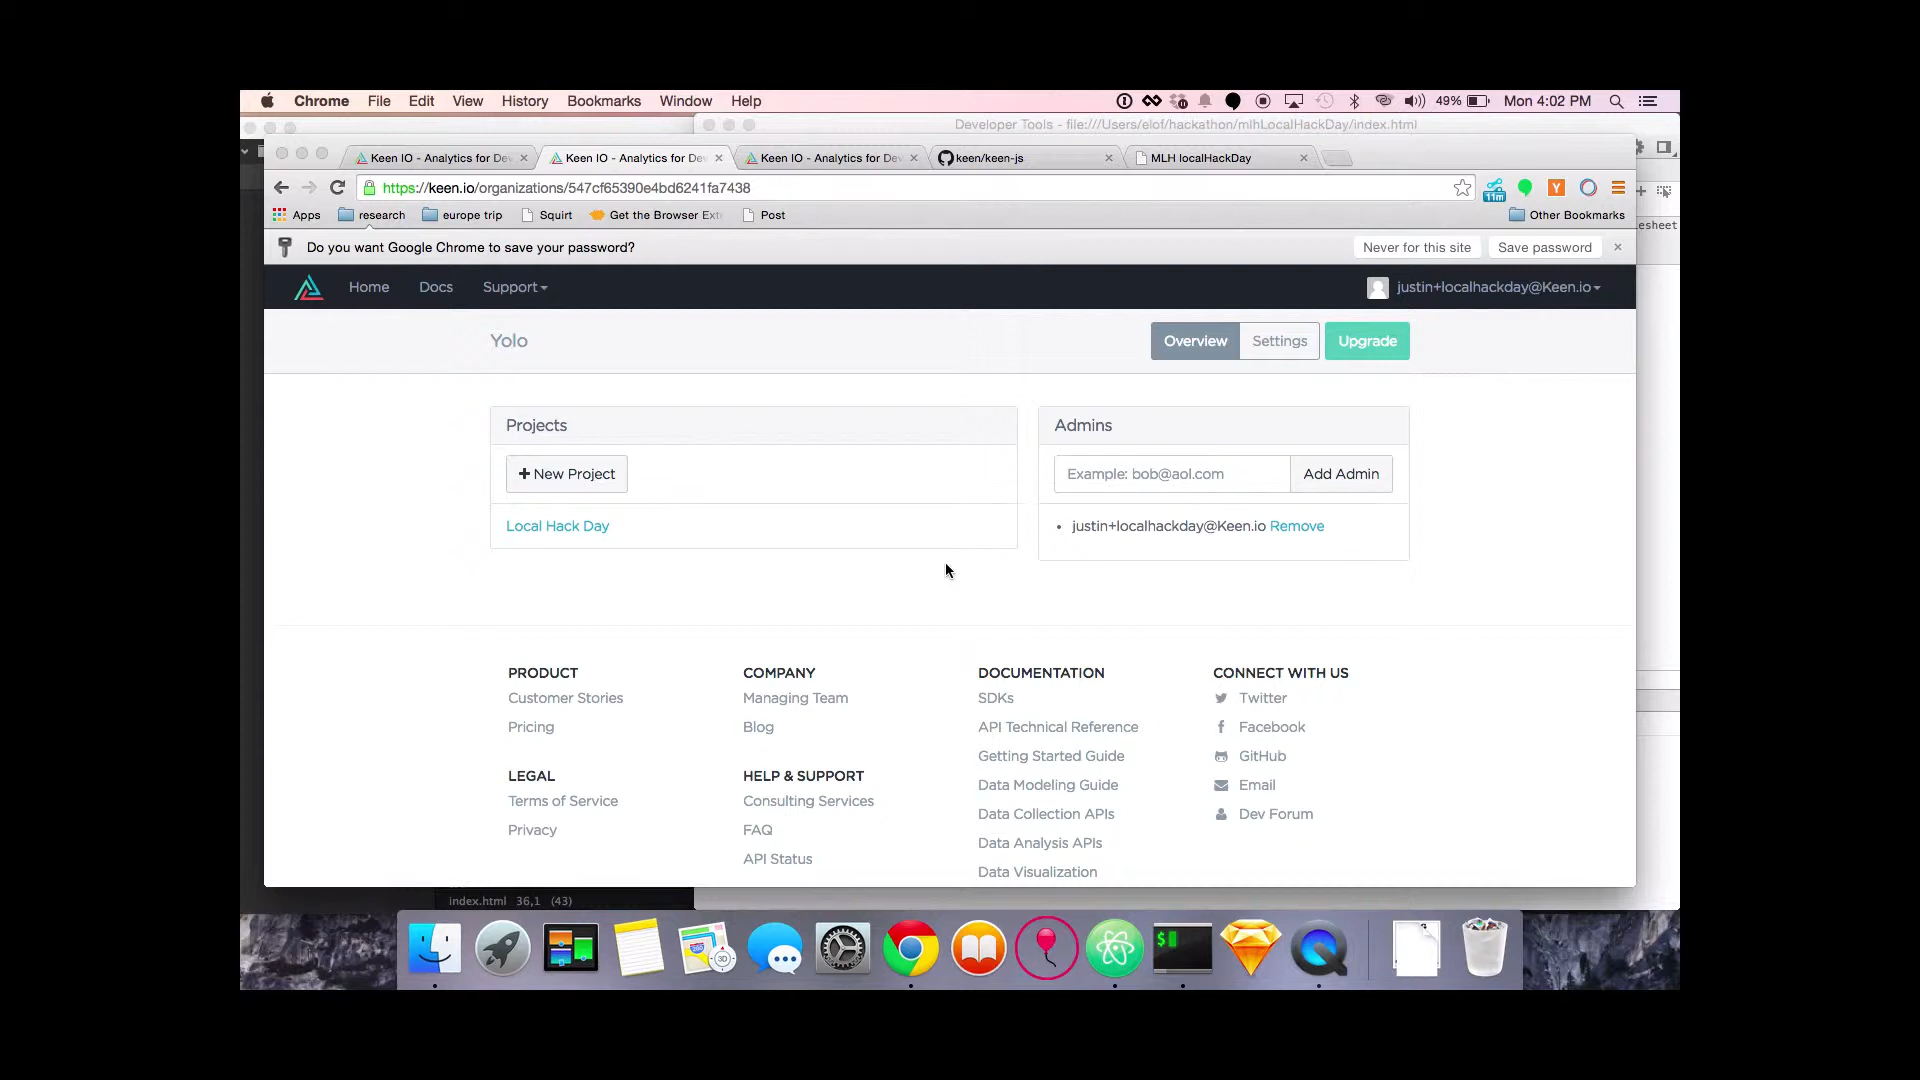 Chrome File Edit View History Bookmarks Window Help
49% Mon 4:02 PM
Developer Tools - file:///Users/elof/hackathon/mlhLocalHackDay/index.html
Keen IO - Analytics for De
Keen IO - Analytics for De
Keen IO - Analytics for De
keen/keen-js
MLH localHackDay
https://keen.io/organizations/547cf65390e4bd6241fa7438
11m
Apps research europe trip Squirt Get the Browser Ext Post Other Bookmarks
esheet
Do you want Google Chrome to save your password? Never for this site Save password
Home Docs Support justin+localhackday@Keen.io
Yolo Overview Settings Upgrade
Projects
+ New Project
Local Hack Day
Admins
Example: bob@aol.com Add Admin
• justin+localhackday@Keen.io Remove
PRODUCT
Customer Stories
Pricing
LEGAL
Terms of Service
Privacy
COMPANY
Managing Team
Blog
HELP & SUPPORT
Consulting Services
FAQ
API Status
DOCUMENTATION
SDKs
API Technical Reference
Getting Started Guide
Data Modeling Guide
Data Collection APIs
Data Analysis APIs
Data Visualization
CONNECT WITH US
Twitter
Facebook
GitHub
Email
Dev Forum
index.html 36,1 (43)
3D
$